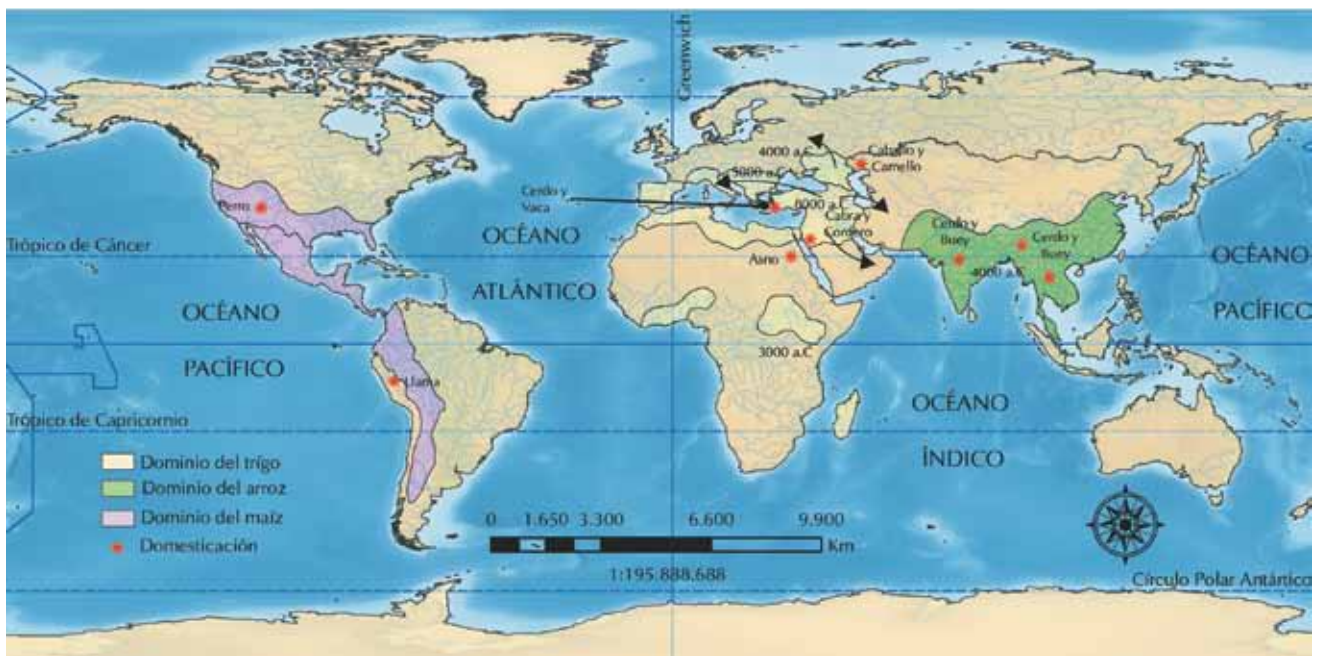 Greenwich
4000 a.C
Caballo y
Camello
5000 a.C
Cerdo y
Vaca
8000 a.C
Cabra y
Cordero
Perro
Asno
Cerdo y
Buey
Cerdo y
Buey
4000 a.C
Trópico de Câncer
OCÉANO
ATLÁNTICO
OCÉANO
PACÍFICO
OCÉANO
PACÍFICO
3000 a.C
Llama
Trópico de Capricornio
OCÉANO
ÍNDICO
Dominio del trígo
Dominio del arroz
Dominio del maíz
Domesticación
0 1.650 3.300 6.600 9.900
Km
1:195.888.688
Círculo Polar Antártico